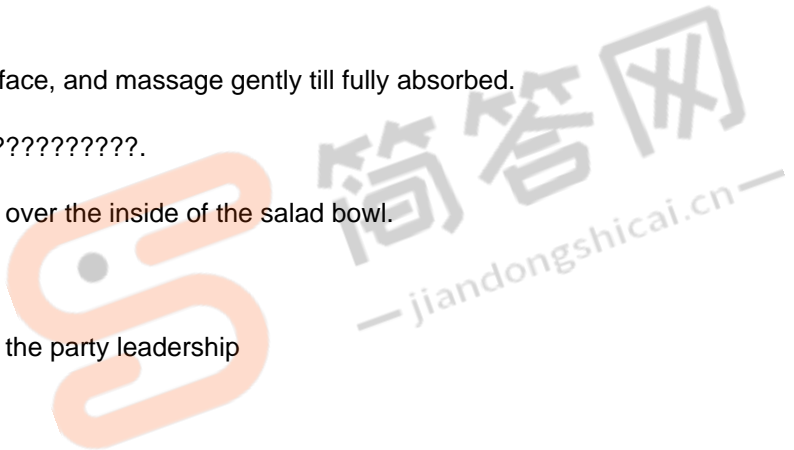 face, and massage gently till fully absorbed.
??????????.
over the inside of the salad bowl.
the party leadership
简答网
— jiandongshicai.cn —